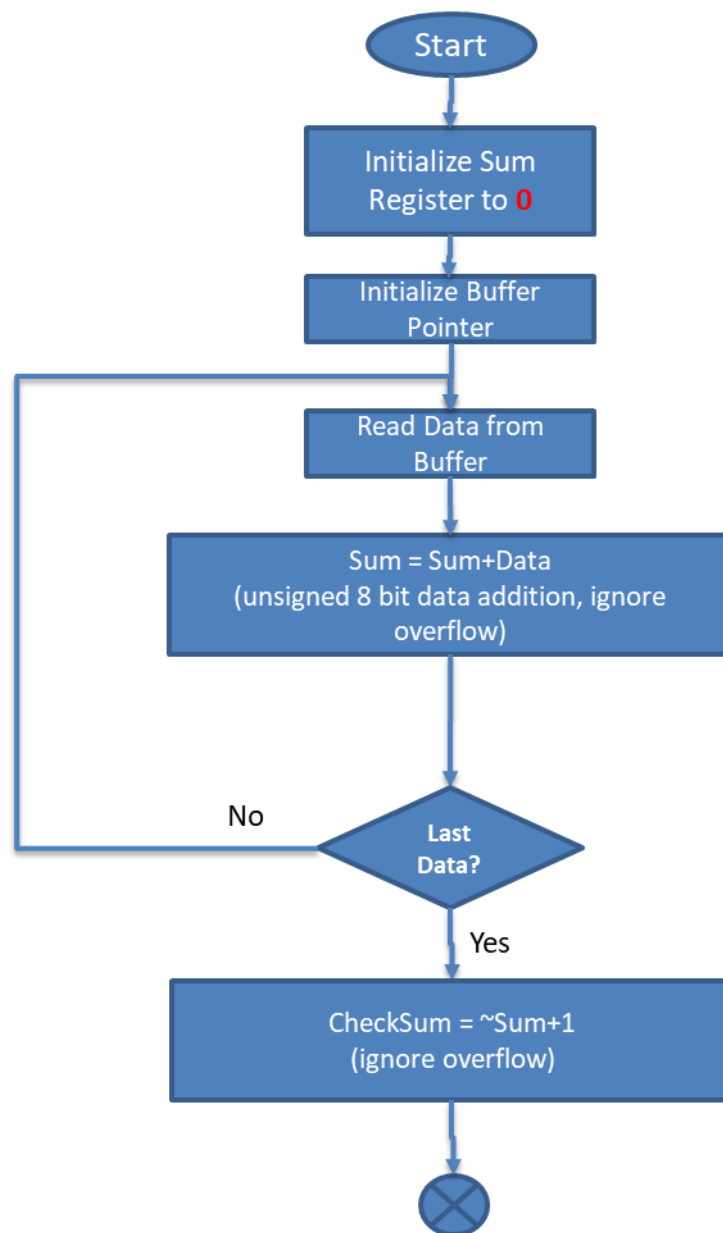 Start
Initialize Sum
Register to 0
Initialize Buffer
Pointer
Read Data from
Buffer
Sum = Sum+Data
(unsigned 8 bit data addition, ignore
overflow)
No
Last
Data?
Yes
CheckSum = ~Sum+1
(ignore overflow)